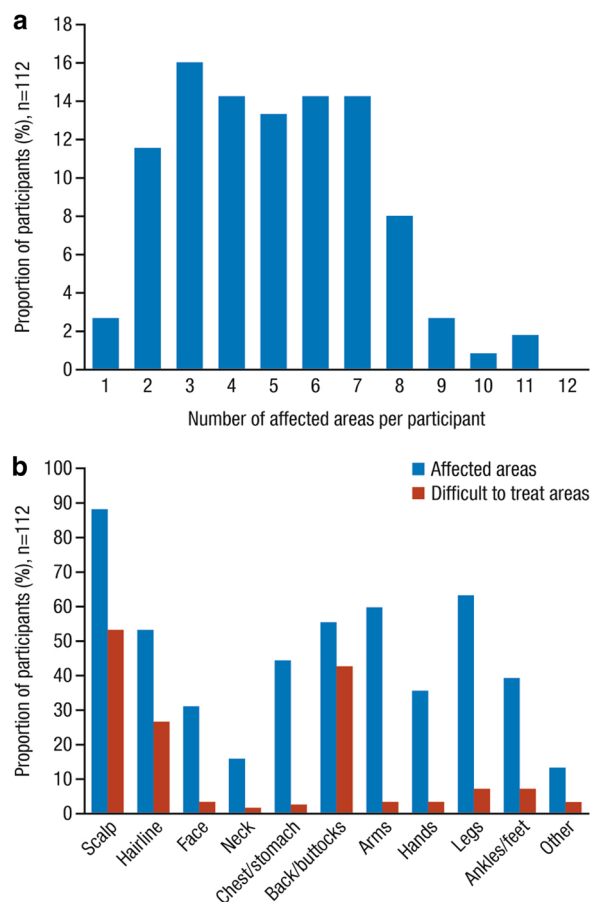 a
Proportion of participants (%), n=112
18
16
14
12
10
8
6
4
2
0
1 2 3 4 5 6 7 8 9 10 11 12
Number of affected areas per participant
b
Proportion of participants (%), n=112
100
90
80
70
60
50
40
30
20
10
0
Affected areas
Difficult to treat areas
Scalp
Hairline
Face
Neck
Chest/stomach
Back/buttocks
Arms
Hands
Legs
Ankles/feet
Other